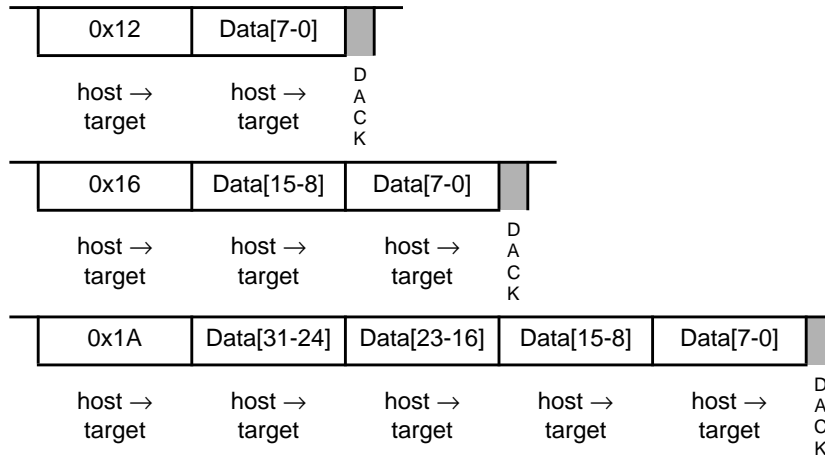 0x12 Data[7-0]
host → host →
target target
D
A
C
K
0x16 Data[15-8] Data[7-0]
host → host → host →
target target target
D
A
C
K
0x1A Data[31-24] Data[23-16] Data[15-8] Data[7-0]
host → host → host → host → host →
target target target target target
D
A
C
K